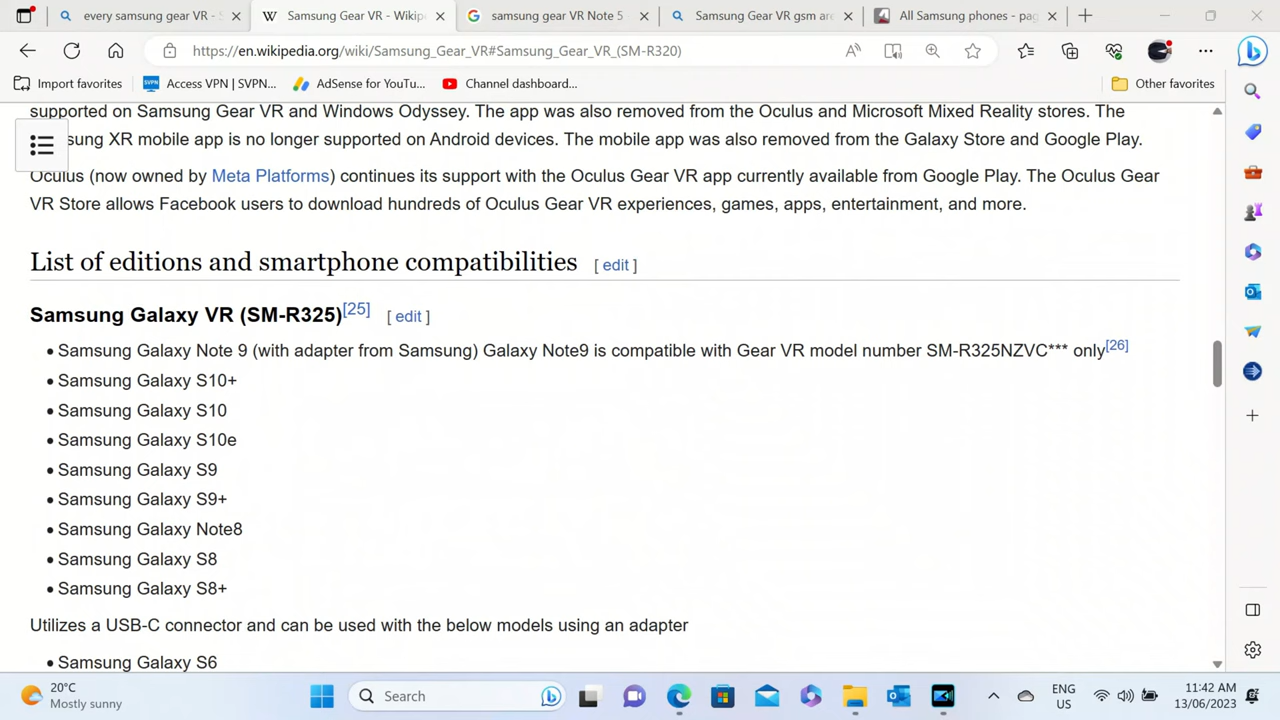 every samsung gear VR - S
Samsung Gear VR - Wikip
samsung gear VR Note 5
Samsung Gear VR gsm are
All Samsung phones - pag
https://en.wikipedia.org/wiki/Samsung_Gear_VR#Samsung_Gear_VR_(SM-R320)
Import favorites
Access VPN | SVPN...
AdSense for YouTu...
Channel dashboard...
Other favorites
supported on Samsung Gear VR and Windows Odyssey. The app was also removed from the Oculus and Microsoft Mixed Reality stores. The
sung XR mobile app is no longer supported on Android devices. The mobile app was also removed from the Galaxy Store and Google Play.
Oculus (now owned by Meta Platforms) continues its support with the Oculus Gear VR app currently available from Google Play. The Oculus Gear
VR Store allows Facebook users to download hundreds of Oculus Gear VR experiences, games, apps, entertainment, and more.
List of editions and smartphone compatibilities [ edit ]
Samsung Galaxy VR (SM-R325)[25] [ edit ]
• Samsung Galaxy Note 9 (with adapter from Samsung) Galaxy Note9 is compatible with Gear VR model number SM-R325NZVC*** only[26]
• Samsung Galaxy S10+
• Samsung Galaxy S10
• Samsung Galaxy S10e
• Samsung Galaxy S9
• Samsung Galaxy S9+
• Samsung Galaxy Note8
• Samsung Galaxy S8
• Samsung Galaxy S8+
Utilizes a USB-C connector and can be used with the below models using an adapter
• Samsung Galaxy S6
20°C
Mostly sunny
Search
ENG
US
11:42 AM
13/06/2023